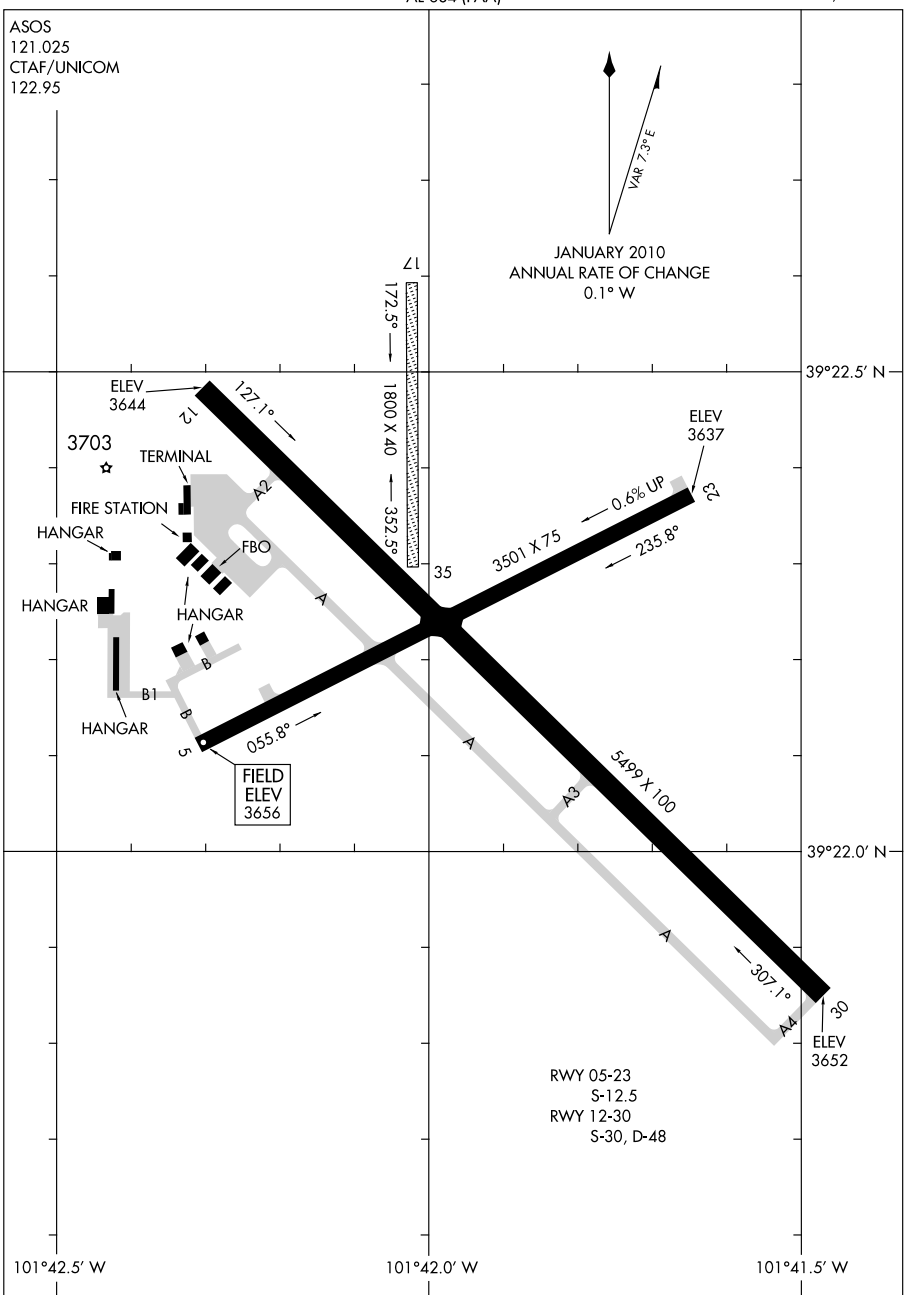 AL-664 (FAA)
ASOS
121.025
CTAF/UNICOM
122.95
VAR 7.3° E
JANUARY 2010
ANNUAL RATE OF CHANGE
0.1° W
17
172.5°
1800 X 40
352.5°
35
39°22.5' N
ELEV
3644
12
127.1°
3703
TERMINAL
FIRE STATION
HANGAR
FBO
HANGAR
HANGAR
HANGAR
A2
A
ELEV
3637
23
0.6% UP
3501 X 75
235.8°
B
B1
B
5
055.8°
FIELD
ELEV
3656
A
A3
5499 X 100
39°22.0' N
A
307.1°
30
A4
ELEV
3652
RWY 05-23
S-12.5
RWY 12-30
S-30, D-48
101°42.5' W
101°42.0' W
101°41.5' W